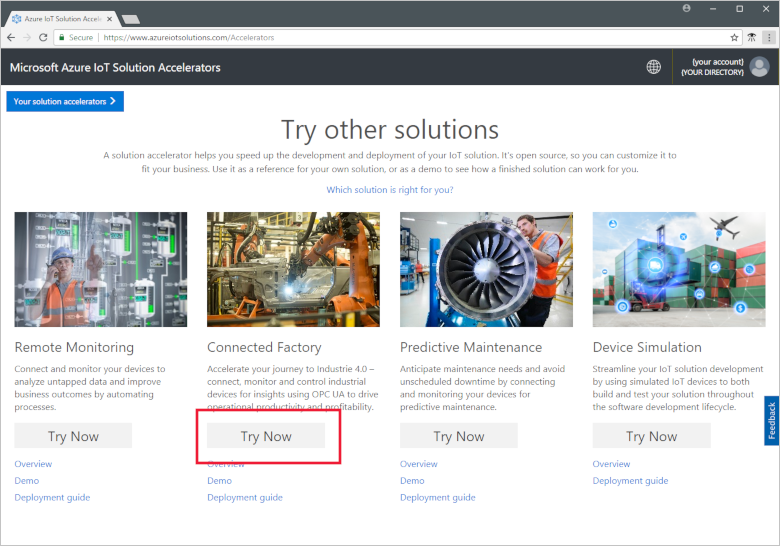 Azure IoT Solution Accele
Secure
https://www.azureiotsolutions.com/Accelerators
Microsoft Azure IoT Solution Accelerators
{your account}
{YOUR DIRECTORY}
Your solution accelerators
Try other solutions
A solution accelerator helps you speed up the development and deployment of your IoT solution. It's open source, so you can customize it to
fit your business. Use it as a reference for your own solution, or as a demo to see how a finished solution can work for you.
Which solution is right for you?
Remote Monitoring
Connect and monitor your devices to
analyze untapped data and improve
business outcomes by automating
processes.
Try Now
Overview
Demo
Deployment guide
Connected Factory
Accelerate your journey to Industrie 4.0 –
connect, monitor and control industrial
devices for insights using OPC UA to drive
operational productivity and profitability.
Try Now
Overview
Demo
Deployment guide
Predictive Maintenance
Anticipate maintenance needs and avoid
unscheduled downtime by connecting
and monitoring your devices for
predictive maintenance.
Try Now
Overview
Demo
Deployment guide
Device Simulation
Streamline your IoT solution development
by using simulated IoT devices to both
build and test your solution throughout
the software development lifecycle.
Try Now
Overview
Deployment guide
Feedback